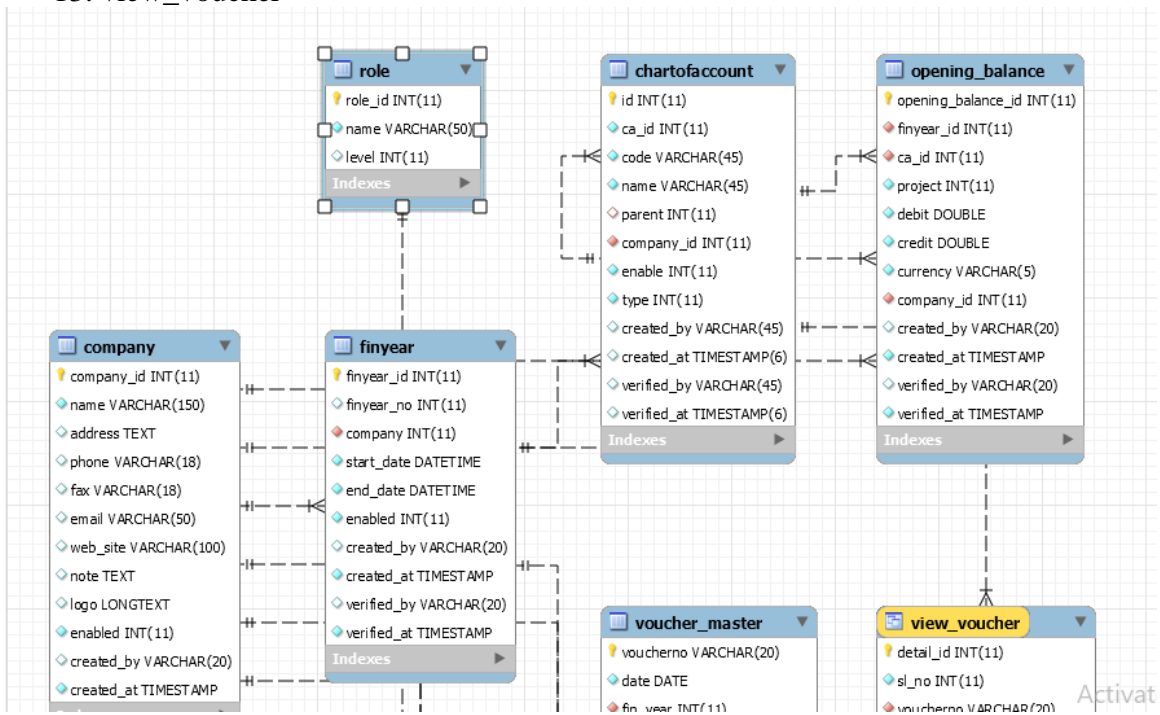 13. view_voucher
role
role_id INT(11)
name VARCHAR(50)
level INT(11)
Indexes
chartofaccount
id INT(11)
ca_id INT(11)
code VARCHAR(45)
name VARCHAR(45)
parent INT(11)
company_id INT(11)
enable INT(11)
type INT(11)
created_by VARCHAR(45)
created_at TIMESTAMP(6)
verified_by VARCHAR(45)
verified_at TIMESTAMP(6)
Indexes
opening_balance
opening_balance_id INT(11)
finyear_id INT(11)
ca_id INT(11)
project INT(11)
debit DOUBLE
credit DOUBLE
currency VARCHAR(5)
company_id INT(11)
created_by VARCHAR(20)
created_at TIMESTAMP
verified_by VARCHAR(20)
verified_at TIMESTAMP
Indexes
company
company_id INT(11)
name VARCHAR(150)
address TEXT
phone VARCHAR(18)
fax VARCHAR(18)
email VARCHAR(50)
web_site VARCHAR(100)
note TEXT
logo LONGTEXT
enabled INT(11)
created_by VARCHAR(20)
created_at TIMESTAMP
finyear
finyear_id INT(11)
finyear_no INT(11)
company INT(11)
start_date DATETIME
end_date DATETIME
enabled INT(11)
created_by VARCHAR(20)
created_at TIMESTAMP
verified_by VARCHAR(20)
verified_at TIMESTAMP
Indexes
voucher_master
voucherno VARCHAR(20)
date DATE
fin_year INT(11)
view_voucher
detail_id INT(11)
sl_no INT(11)
voucherno VARCHAR(20)
Activat